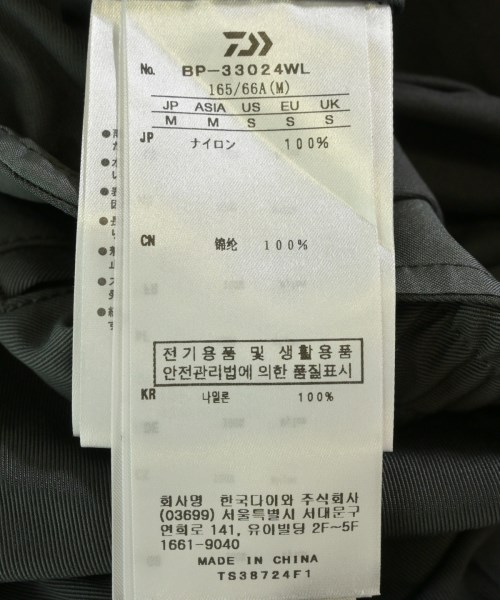 No. BP-33024WL
165/66A(M)
JP ASIA US EU UK
M M S S S
JP ナイロン 100%
CN 锦纶 100%
전기용품 및 생활용품
안전관리법에 의한 품질표시
KR 나일론 100%
회사명 한국다이와 주식회사
(03699) 서울특별시 서대문구
연희로 141, 유이빌딩 2F~5F
1661-9040
MADE IN CHINA
TS38724F1